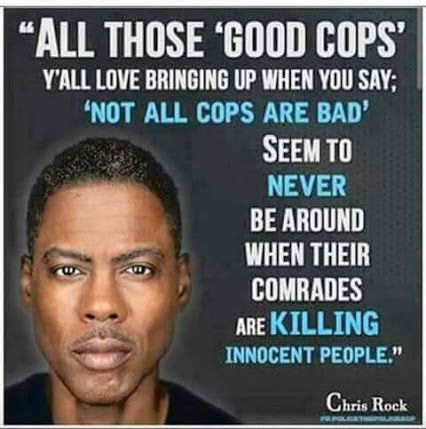 "ALL THOSE 'GOOD COPS'
Y'ALL LOVE BRINGING UP WHEN YOU SAY;
'NOT ALL COPS ARE BAD'
SEEM TO
NEVER
BE AROUND
WHEN THEIR
COMRADES
ARE KILLING
INNOCENT PEOPLE."
Chris Rock